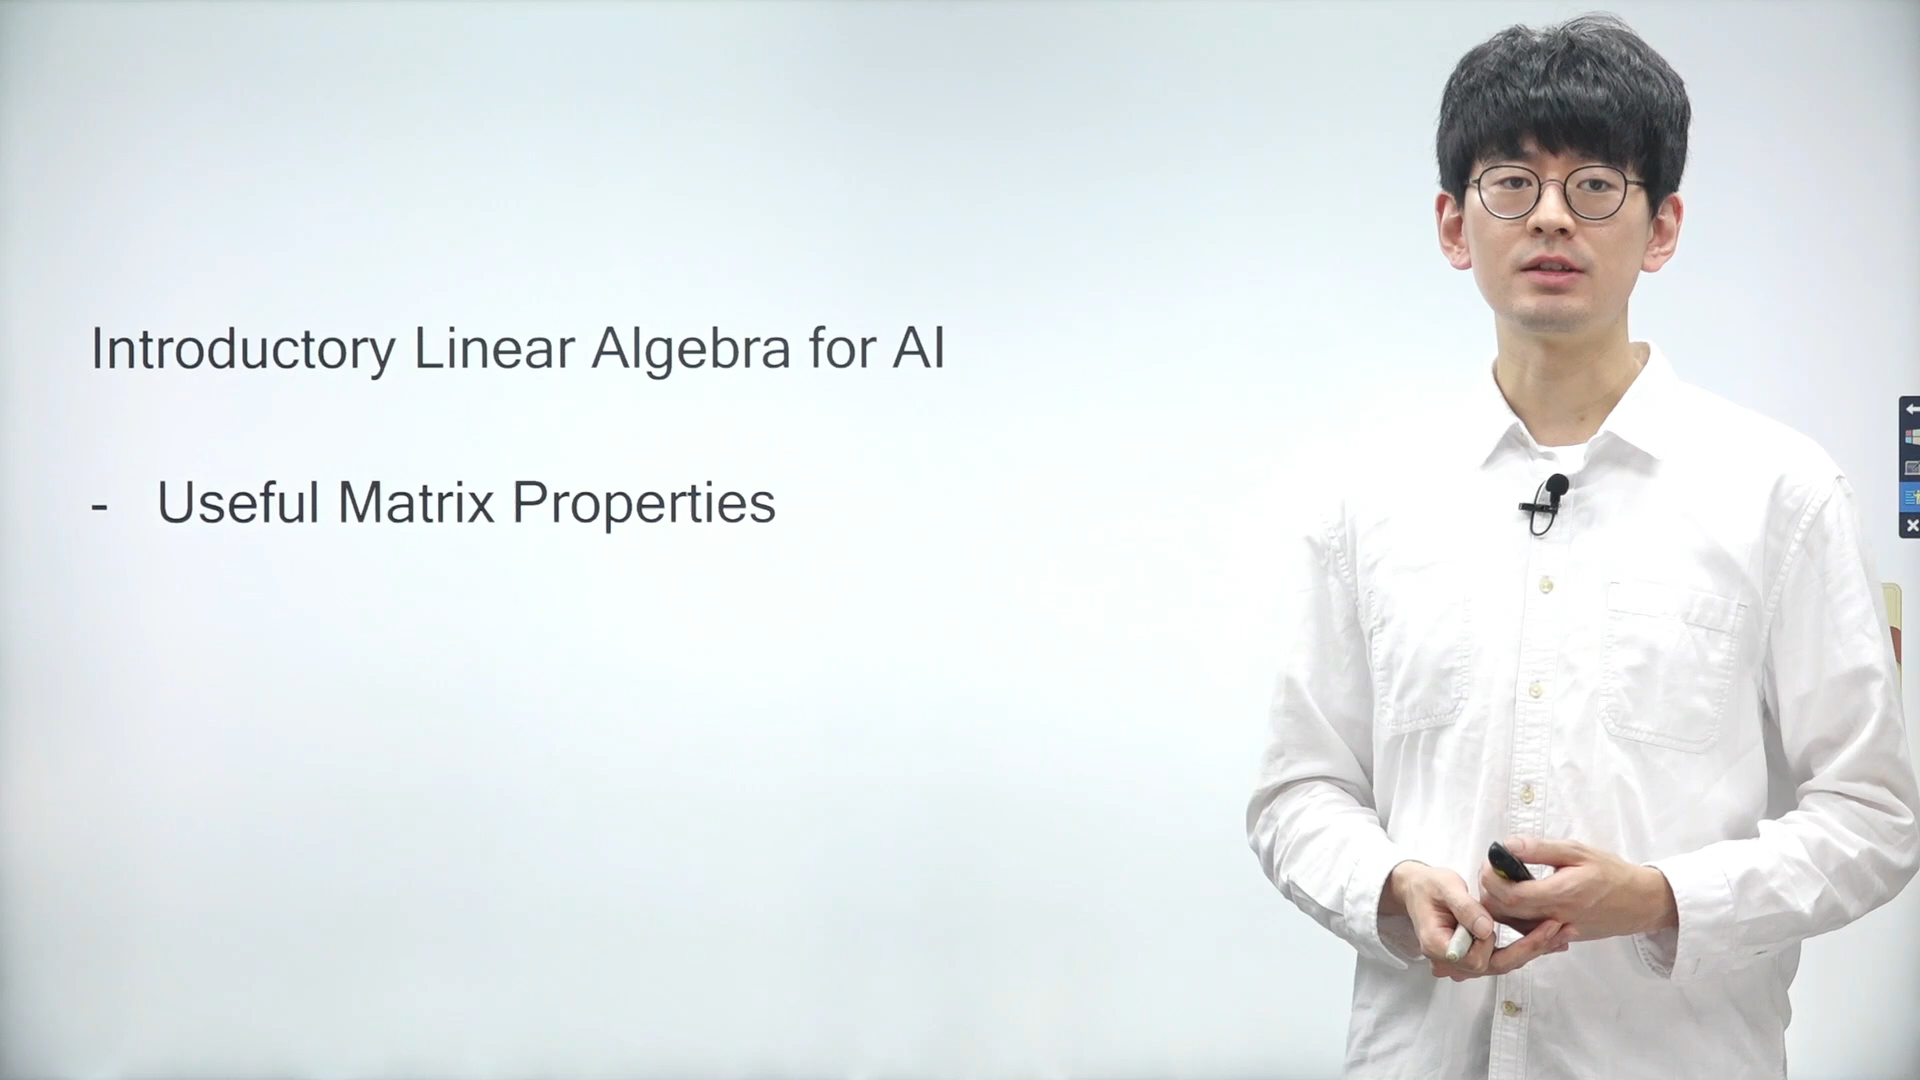 Introductory Linear Algebra for AI
- Useful Matrix Properties